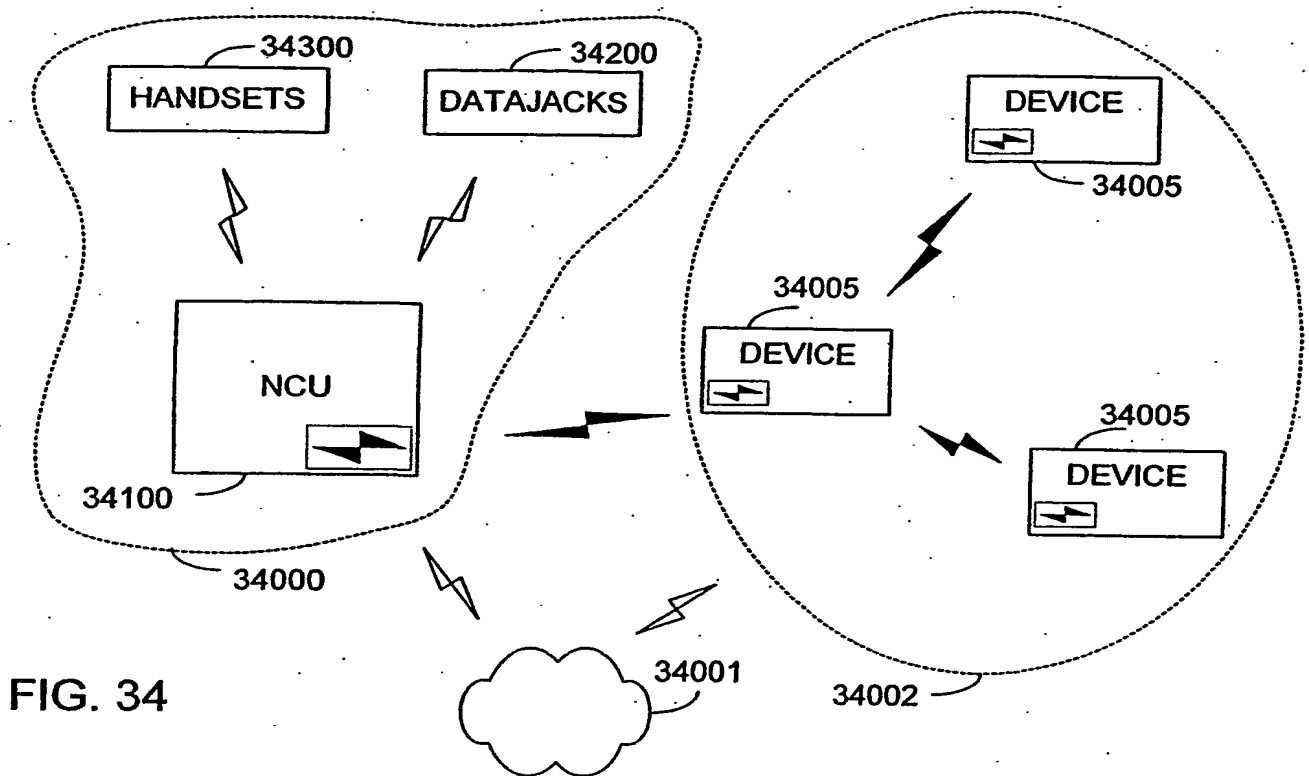 34300
HANDSETS
34200
DATAJACKS
DEVICE
34005
NCU
34100
34000
34005
DEVICE
34005
DEVICE
34001
34002
FIG. 34